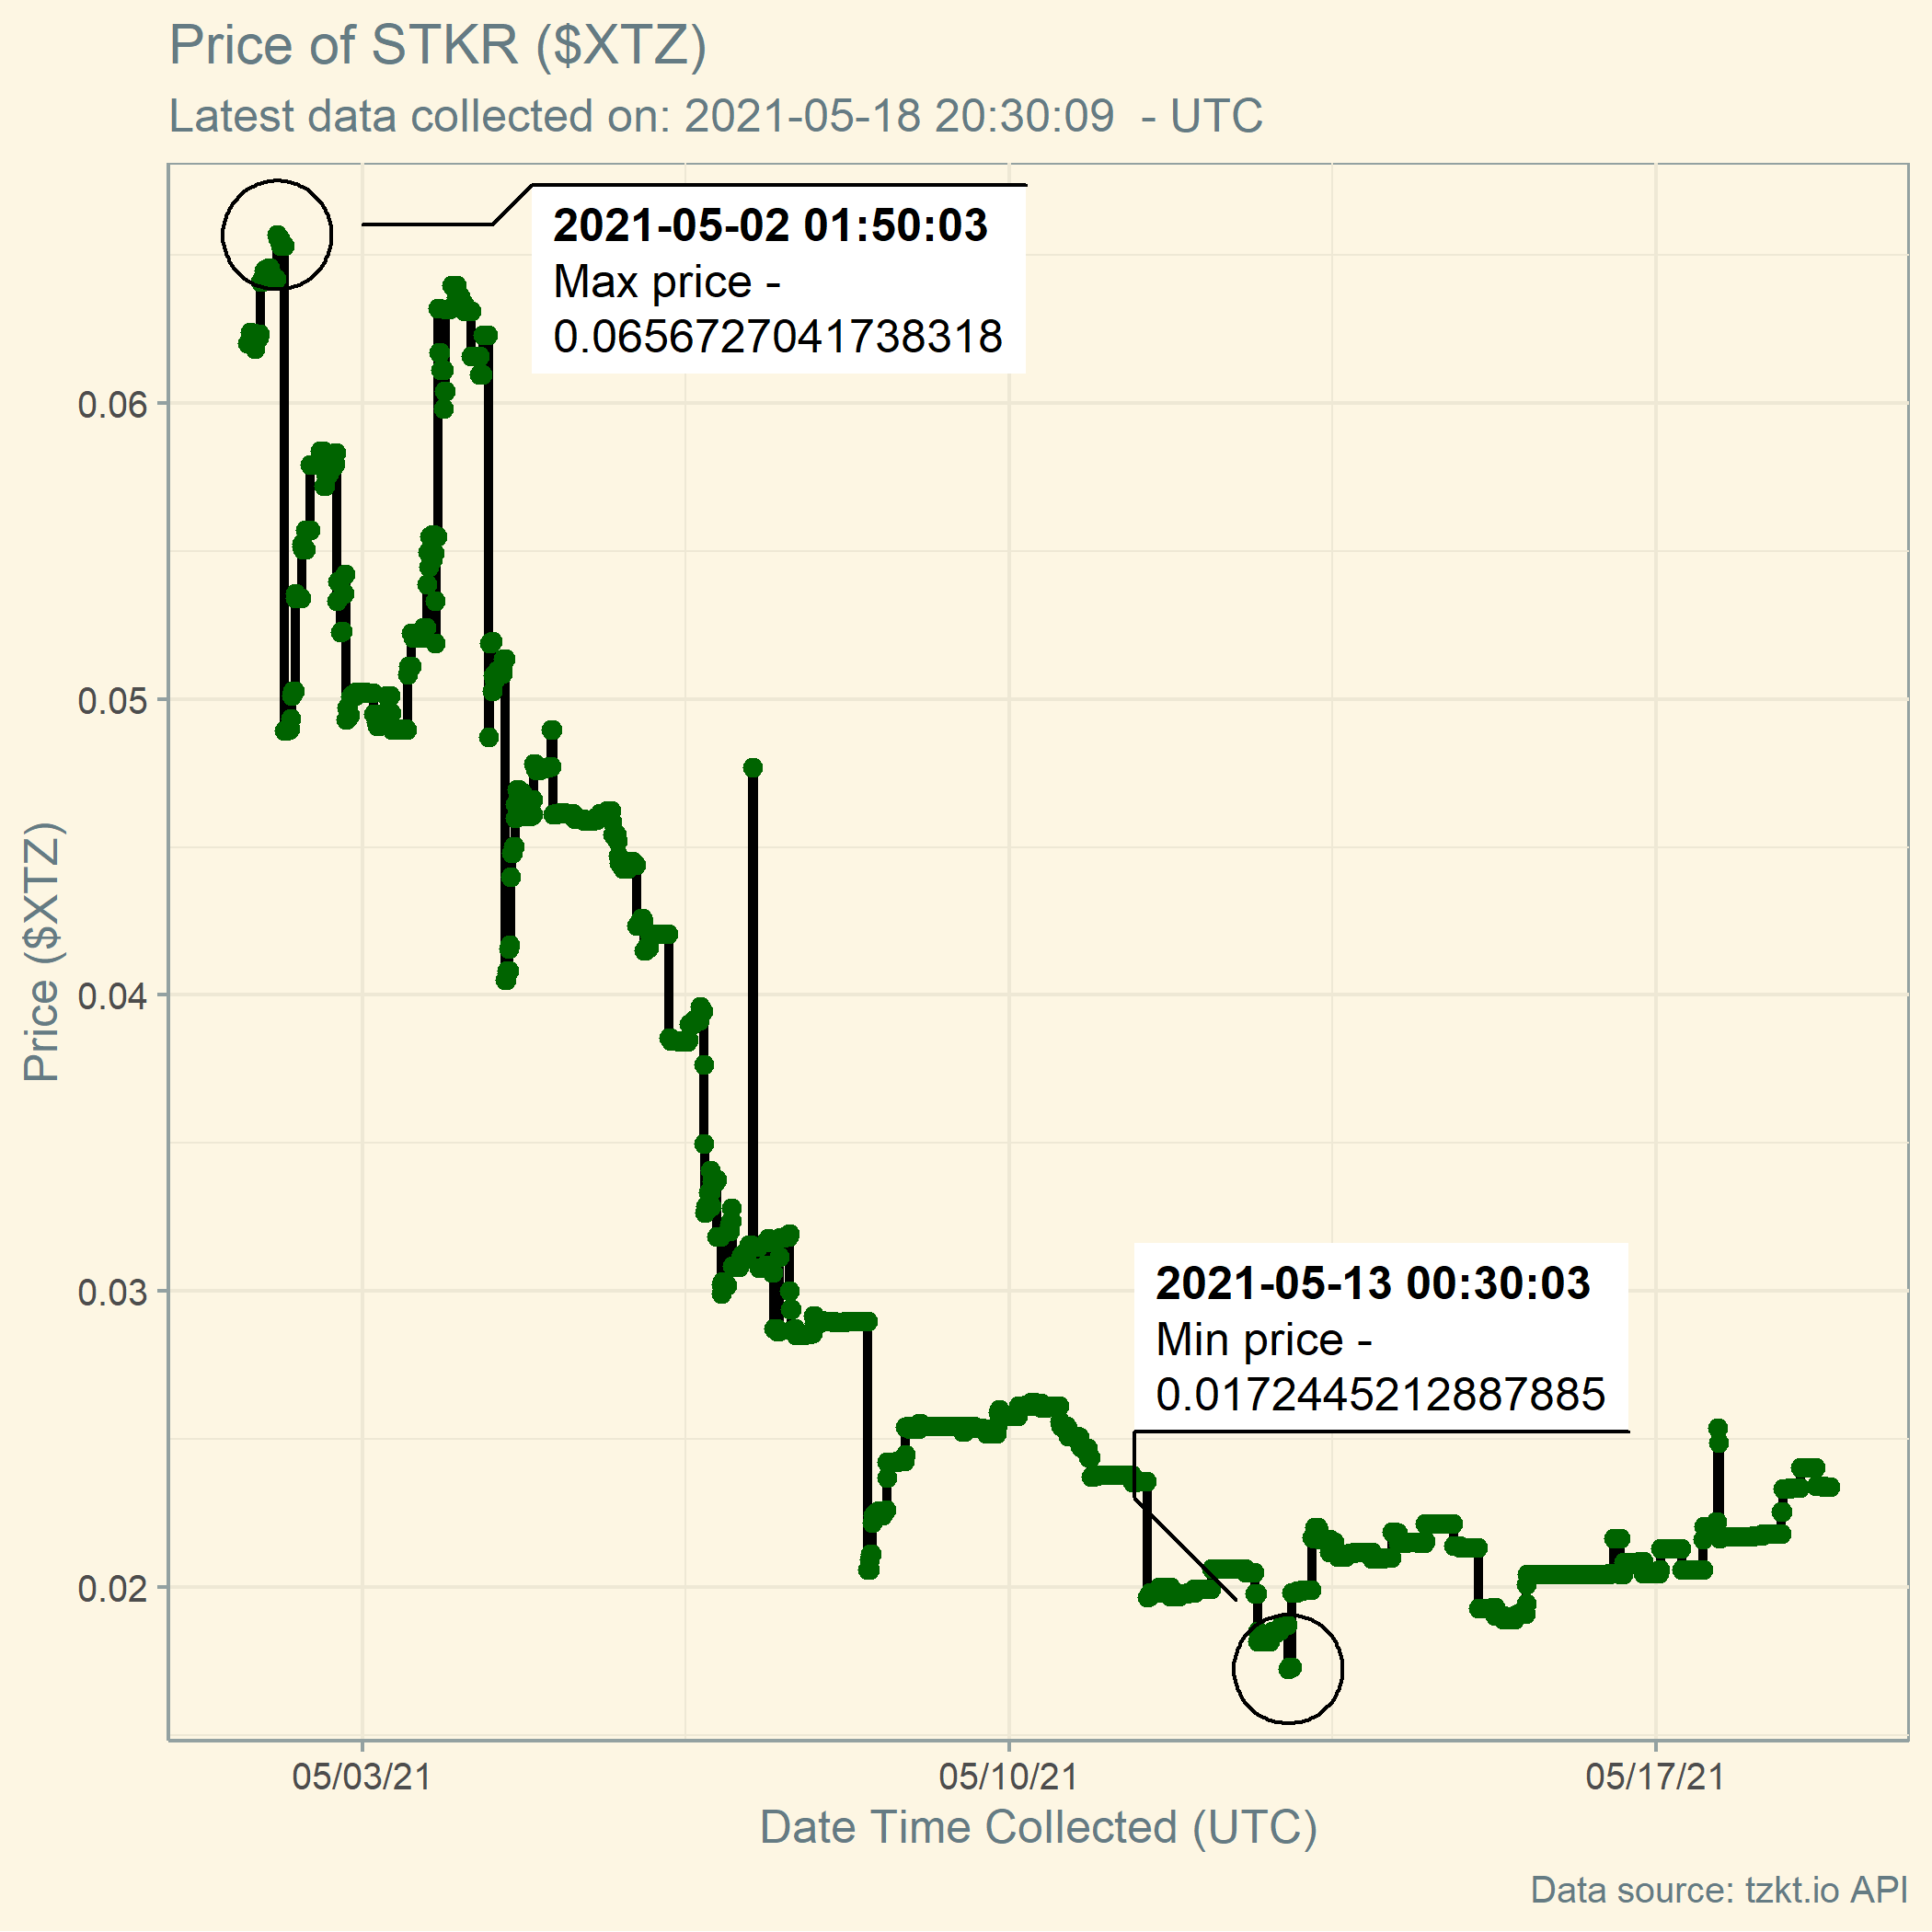 Price of STKR ($XTZ)
Latest data collected on: 2021-05-18 20:30:09  - UTC
2021-05-02 01:50:03
Max price -
0.0656727041738318
0.06
0.05
0.04
0.03
0.02
Price ($XTZ)
2021-05-13 00:30:03
Min price -
0.0172445212887885
05/03/21
05/10/21
05/17/21
Date Time Collected (UTC)
Data source: tzkt.io API